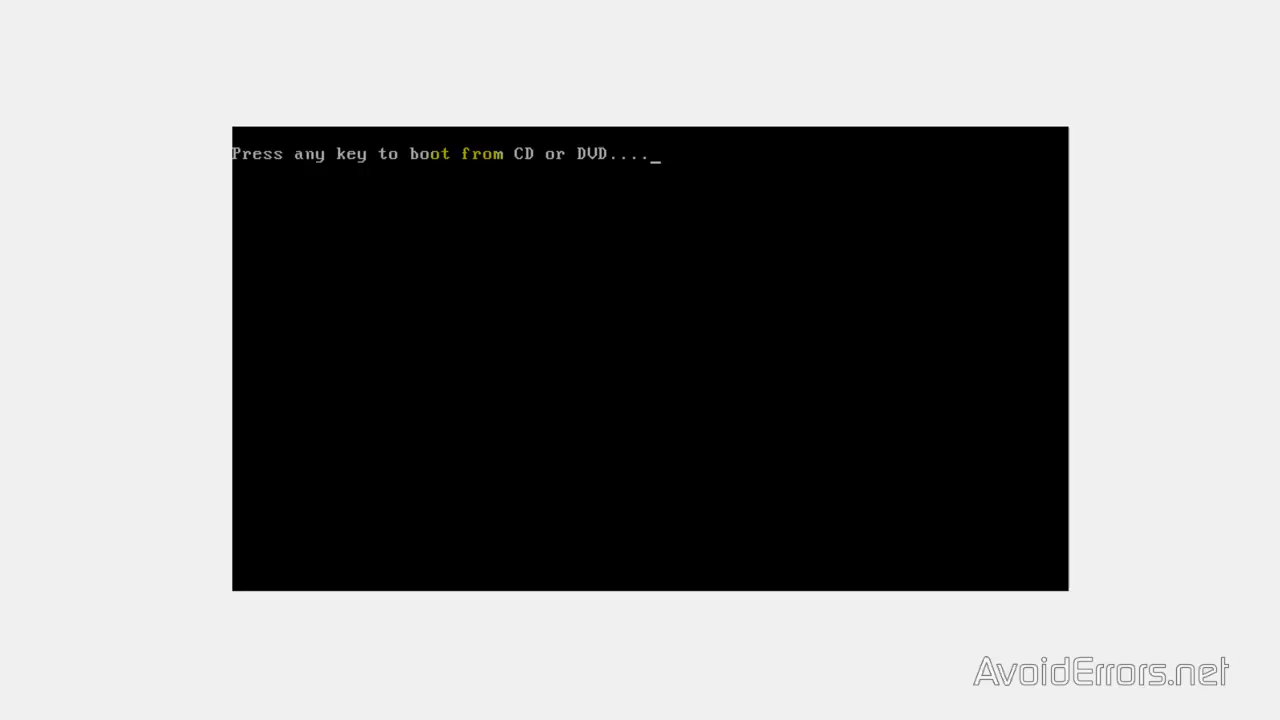 Press any key to boot from CD or DVD...._
AvoidErrors.net